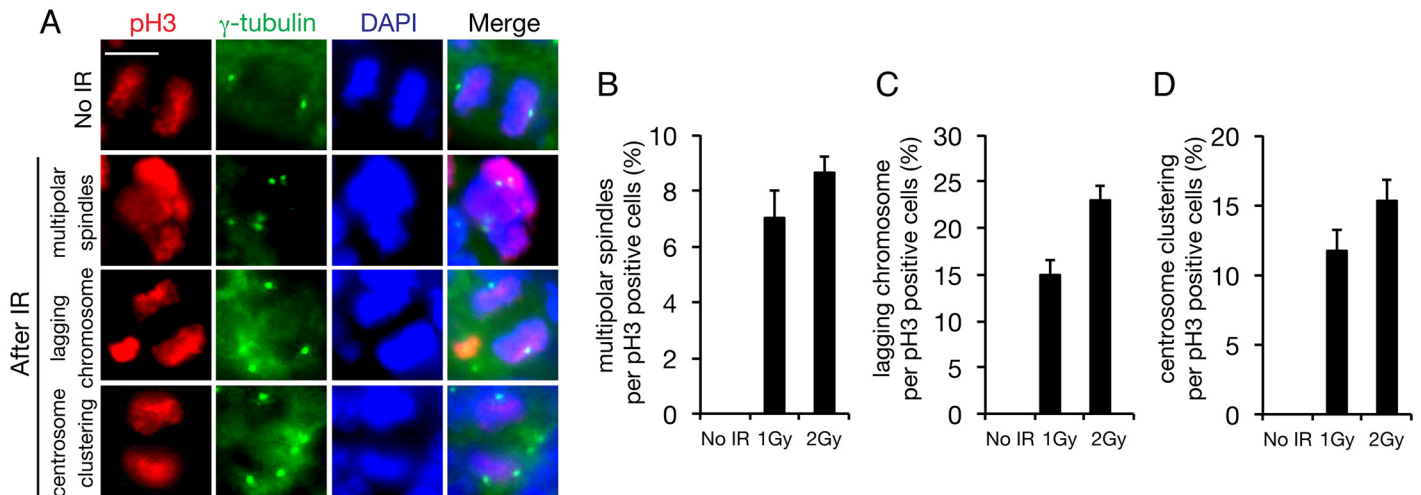 A
pH3 γ-tubulin DAPI Merge
No IR
After IR
multipolar
spindles
lagging
chromosome
centrosome
clustering
B
multipolar spindles
per pH3 positive cells (%)
10
8
6
4
2
0
No IR 1Gy 2Gy
C
lagging chromosome
per pH3 positive cells (%)
30
25
20
15
10
5
0
No IR 1Gy 2Gy
D
centrosome clustering
per pH3 positive cells (%)
20
15
10
5
0
No IR 1Gy 2Gy